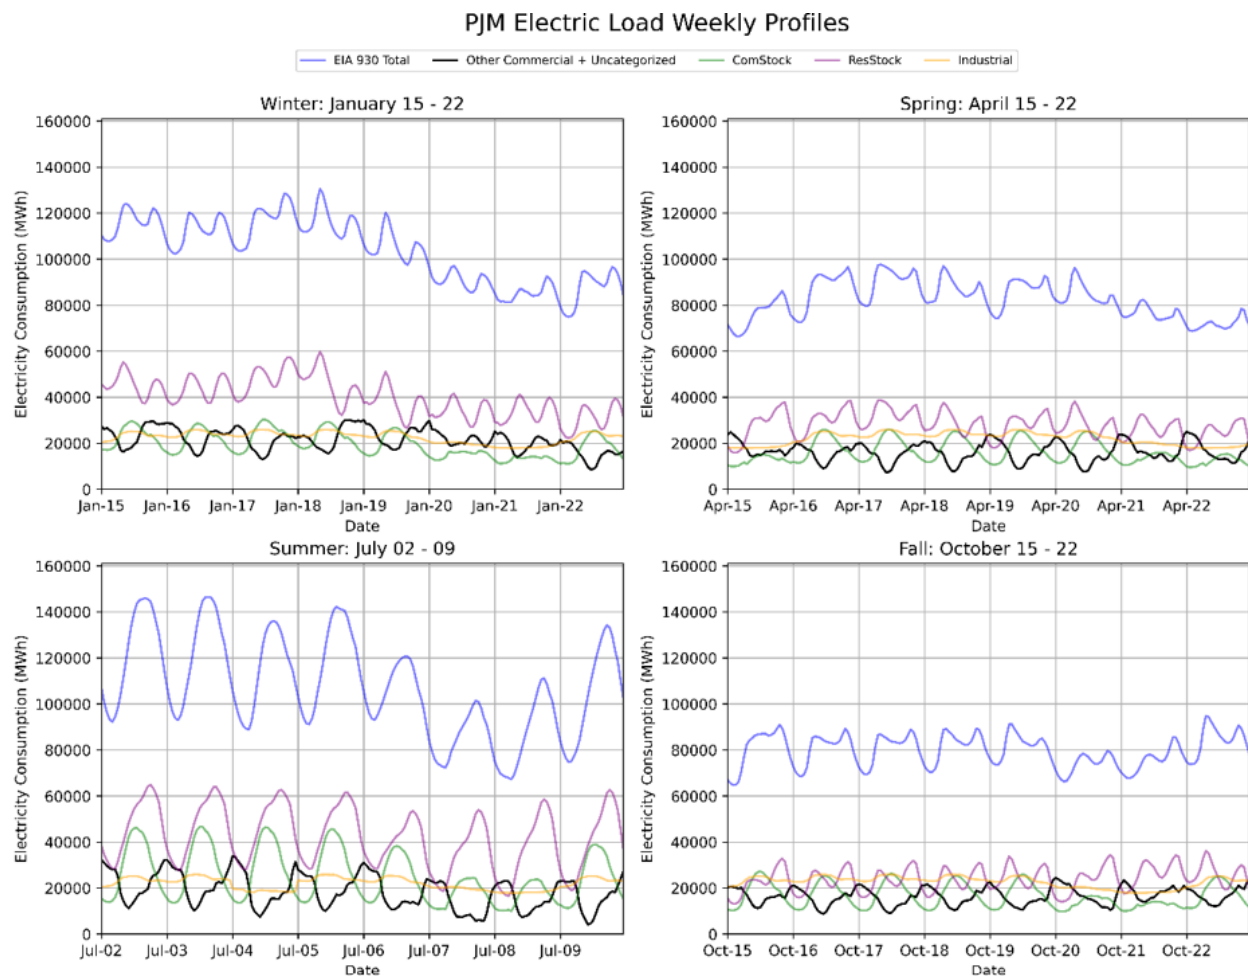 PJM Electric Load Weekly Profiles
EIA 930 Total Other Commercial + Uncategorized ComStock ResStock Industrial
Winter: January 15 - 22
160000
140000
120000
100000
80000
60000
40000
20000
0
Electricity Consumption (MWh)
Jan-15 Jan-16 Jan-17 Jan-18 Jan-19 Jan-20 Jan-21 Jan-22
Date
Spring: April 15 - 22
160000
140000
120000
100000
80000
60000
40000
20000
0
Electricity Consumption (MWh)
Apr-15 Apr-16 Apr-17 Apr-18 Apr-19 Apr-20 Apr-21 Apr-22
Date
Summer: July 02 - 09
160000
140000
120000
100000
80000
60000
40000
20000
0
Electricity Consumption (MWh)
Jul-02 Jul-03 Jul-04 Jul-05 Jul-06 Jul-07 Jul-08 Jul-09
Date
Fall: October 15 - 22
160000
140000
120000
100000
80000
60000
40000
20000
0
Electricity Consumption (MWh)
Oct-15 Oct-16 Oct-17 Oct-18 Oct-19 Oct-20 Oct-21 Oct-22
Date